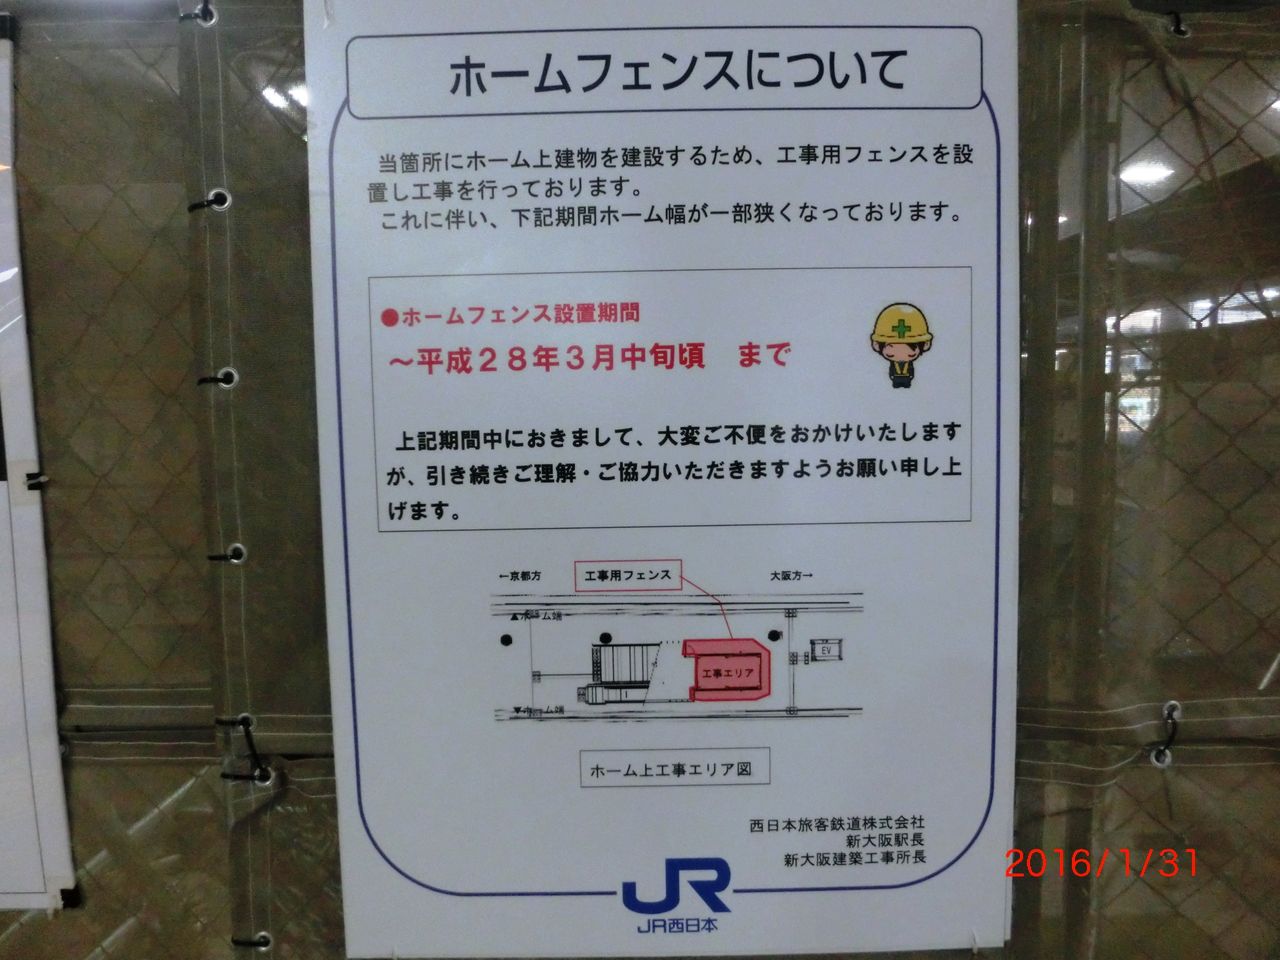 ホームフェンスについて
当箇所にホーム上建物を建設するため、工事用フェンスを設
置し工事を行っております。
これに伴い、下記期間ホーム幅が一部狭くなっております。
●ホームフェンス設置期間
～平成２８年３月中旬頃　まで
上記期間中におきまして、大変ご不便をおかけいたします
が、引き続きご理解・ご協力いただきますようお願い申し上
げます。
←京都方
工事用フェンス
大阪方→
▲ホーム端
EV
工事エリア
▼ホーム端
ホーム上工事エリア図
西日本旅客鉄道株式会社
新大阪駅長
新大阪建築工事所長
JR
JR西日本
2016/1/31